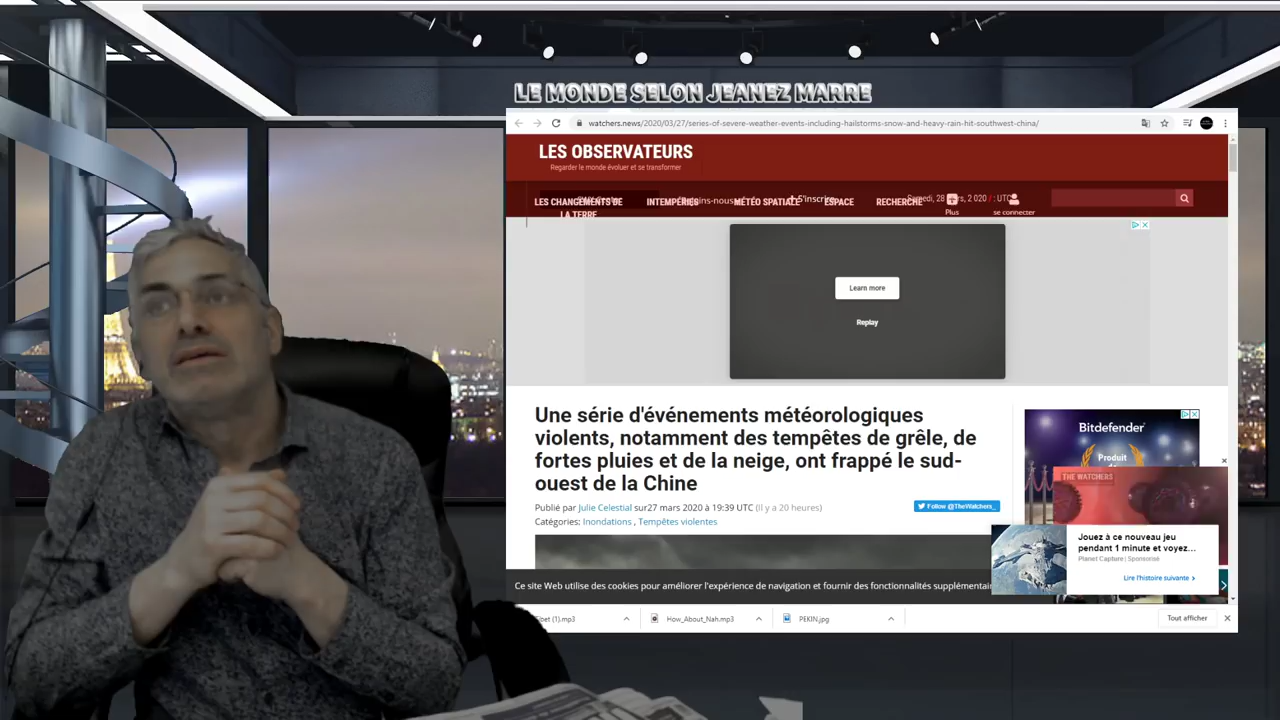 LE MONDE SELON JEANEZ MARRE
watchers.news/2020/03/27/series-of-severe-weather-events-including-hailstorms-snow-and-heavy-rain-hit-southwest-china/
LES OBSERVATEURS
Regarder le monde évoluer et se transformer
LES CHANGEMENTS DE LA TERRE
INTEMPÉRIES
MÉTÉO SPATIALE
ESPACE
RECHERCHE
Plus
se connecter
Learn more
Replay
Une série d'événements météorologiques
violents, notamment des tempêtes de grêle, de
fortes pluies et de la neige, ont frappé le sud-
ouest de la Chine
Publié par Julie Celestial sur27 mars 2020 à 19:39 UTC (Il y a 20 heures)
Follow @TheWatchers_
Catégories: Inondations , Tempêtes violentes
Bitdefender
Produit
THE WATCHERS
Jouez à ce nouveau jeu
pendant 1 minute et voyez...
Planet Capture | Sponsorisé
Lire l'histoire suivante
Ce site Web utilise des cookies pour améliorer l'expérience de navigation et fournir des fonctionnalités
(1).mp3
How_About_Nah.mp3
PEKIN.jpg
Tout afficher